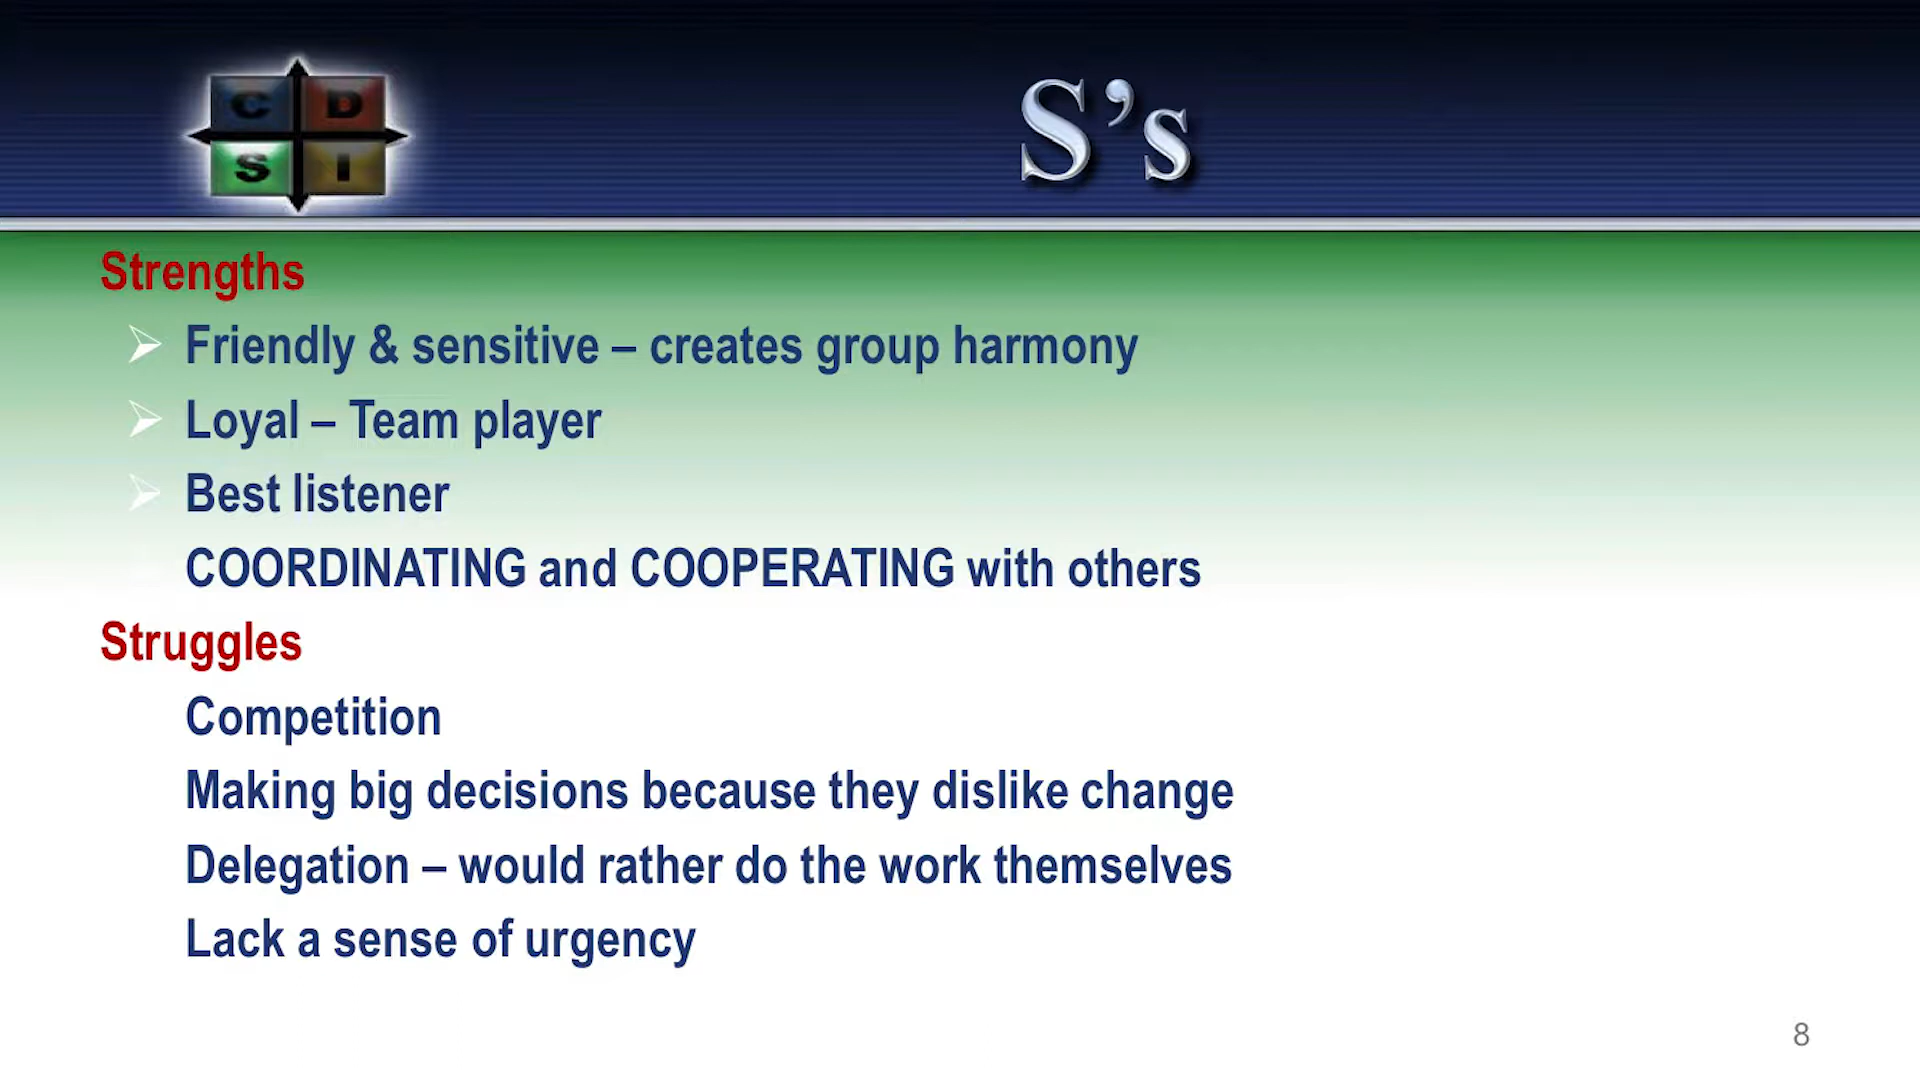 C D
S I
S’s
Strengths
Friendly & sensitive – creates group harmony
Loyal – Team player
Best listener
COORDINATING and COOPERATING with others
Struggles
Competition
Making big decisions because they dislike change
Delegation – would rather do the work themselves
Lack a sense of urgency
8